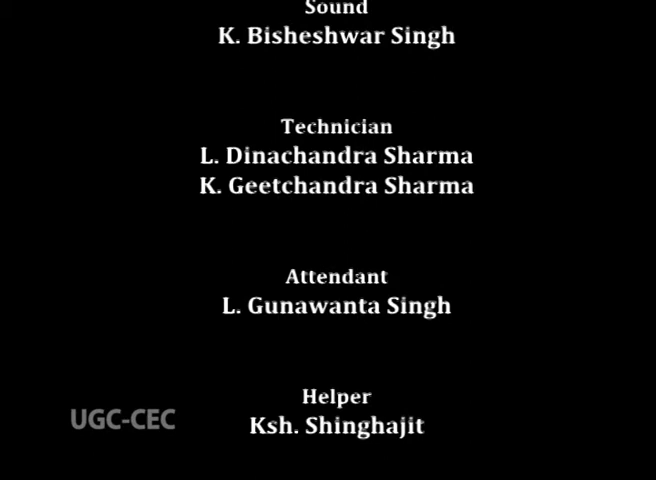 Sound
K. Bisheshwar Singh
Technician
L. Dinachandra Sharma
K. Geetchandra Sharma
Attendant
L. Gunawanta Singh
Helper
UGC-CEC
Ksh. Shinghajit